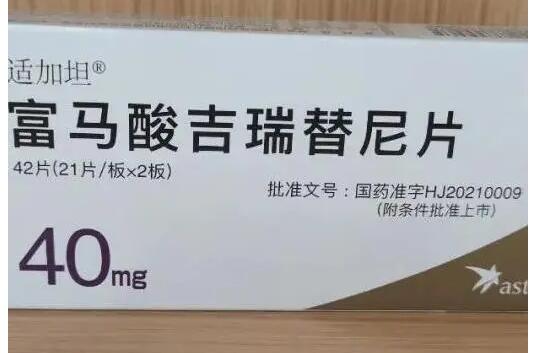 适加坦®
富马酸吉瑞替尼片
42片(21片/板×2板)
批准文号：国药准字HJ20210009
(附条件批准上市)
40mg
ast